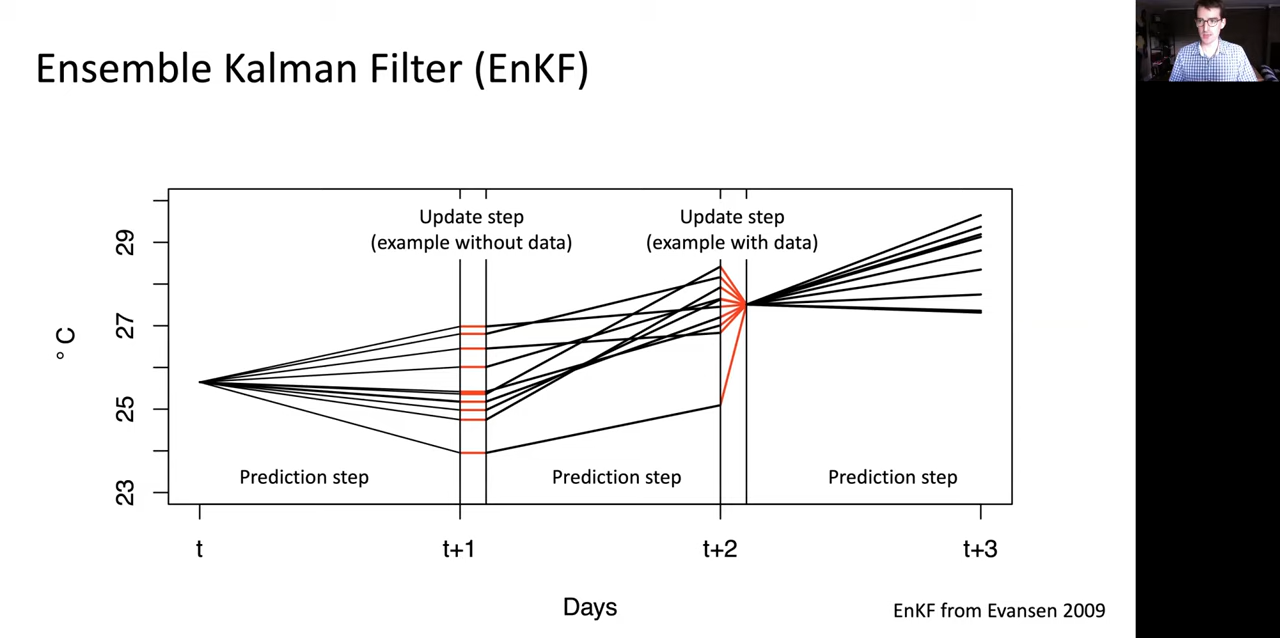 Ensemble Kalman Filter (EnKF)
Update step
(example without data)
Update step
(example with data)
29
27
25
23
°C
Prediction step
Prediction step
Prediction step
t
t+1
t+2
t+3
Days
EnKF from Evansen 2009